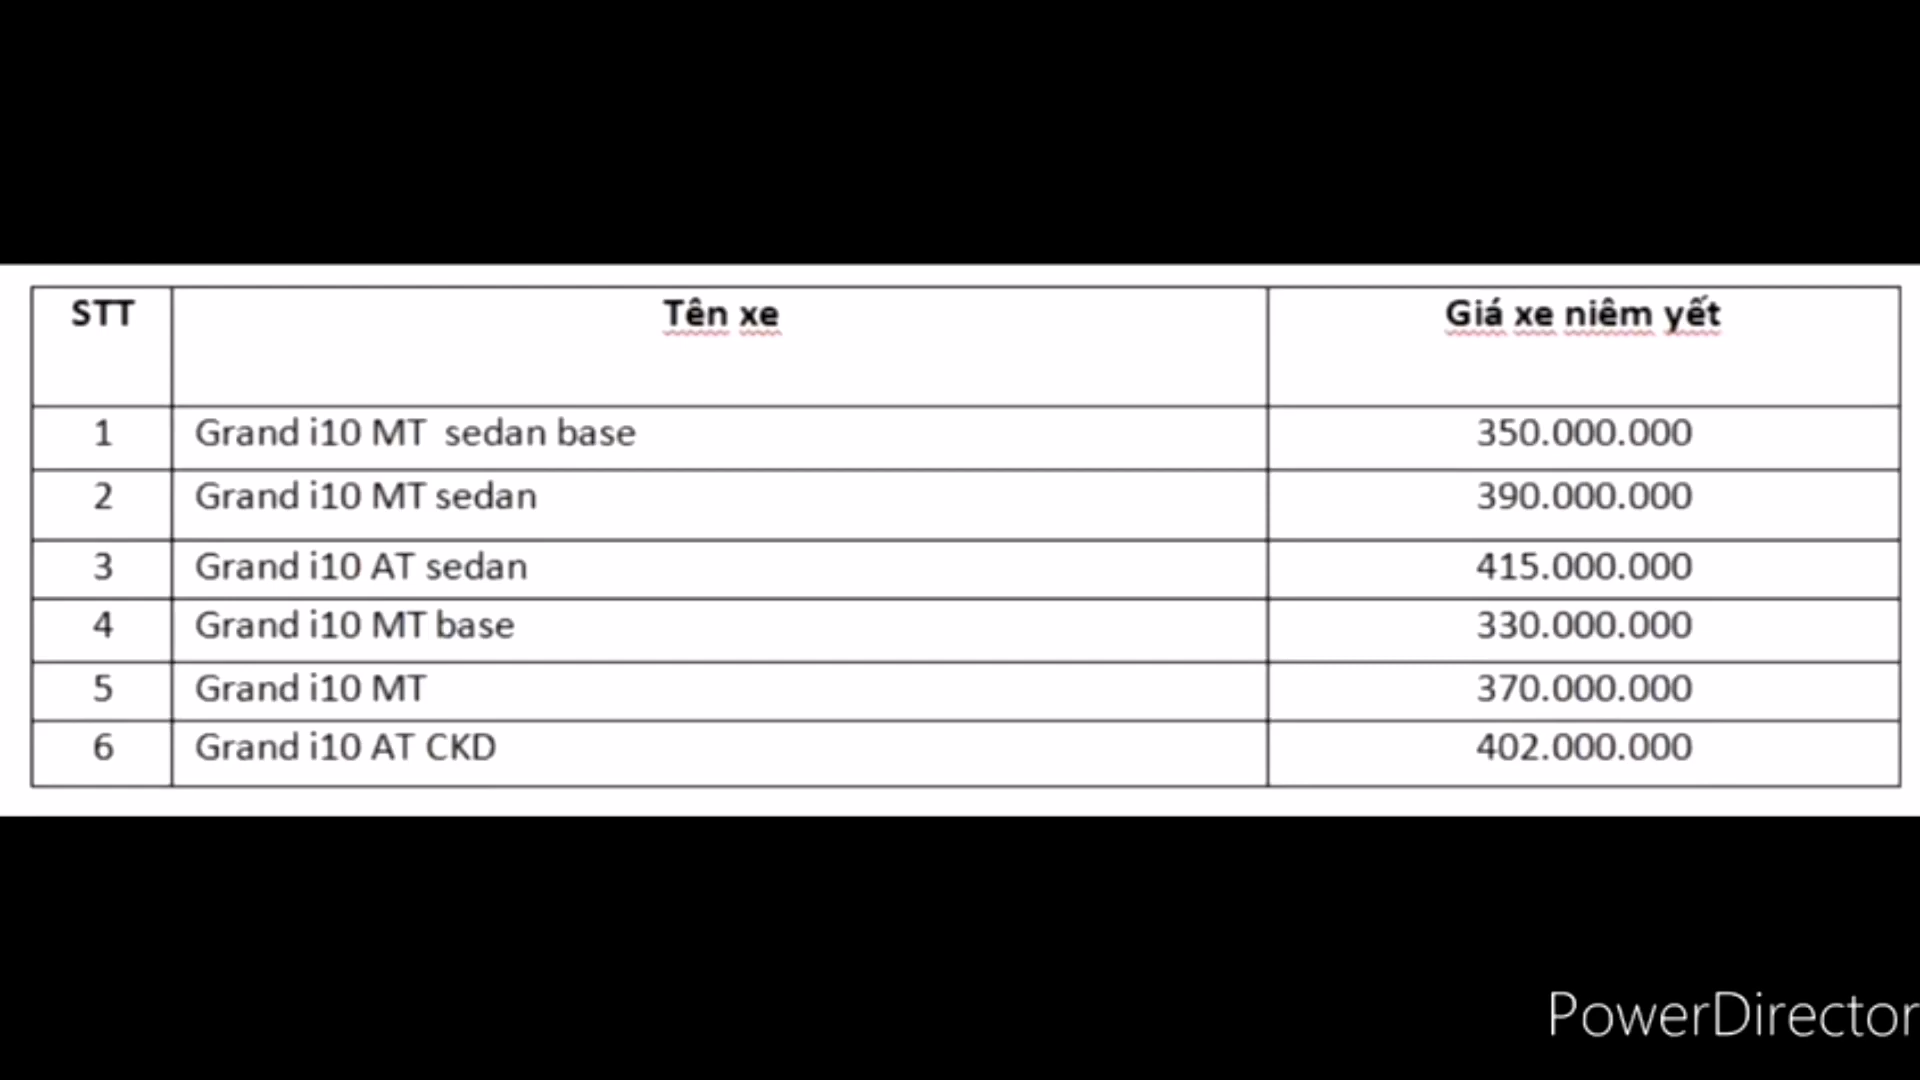 STT Tên xe Giá xe niêm yết
1 Grand i10 MT sedan base 350.000.000
2 Grand i10 MT sedan 390.000.000
3 Grand i10 AT sedan 415.000.000
4 Grand i10 MT base 330.000.000
5 Grand i10 MT 370.000.000
6 Grand i10 AT CKD 402.000.000
PowerDirector